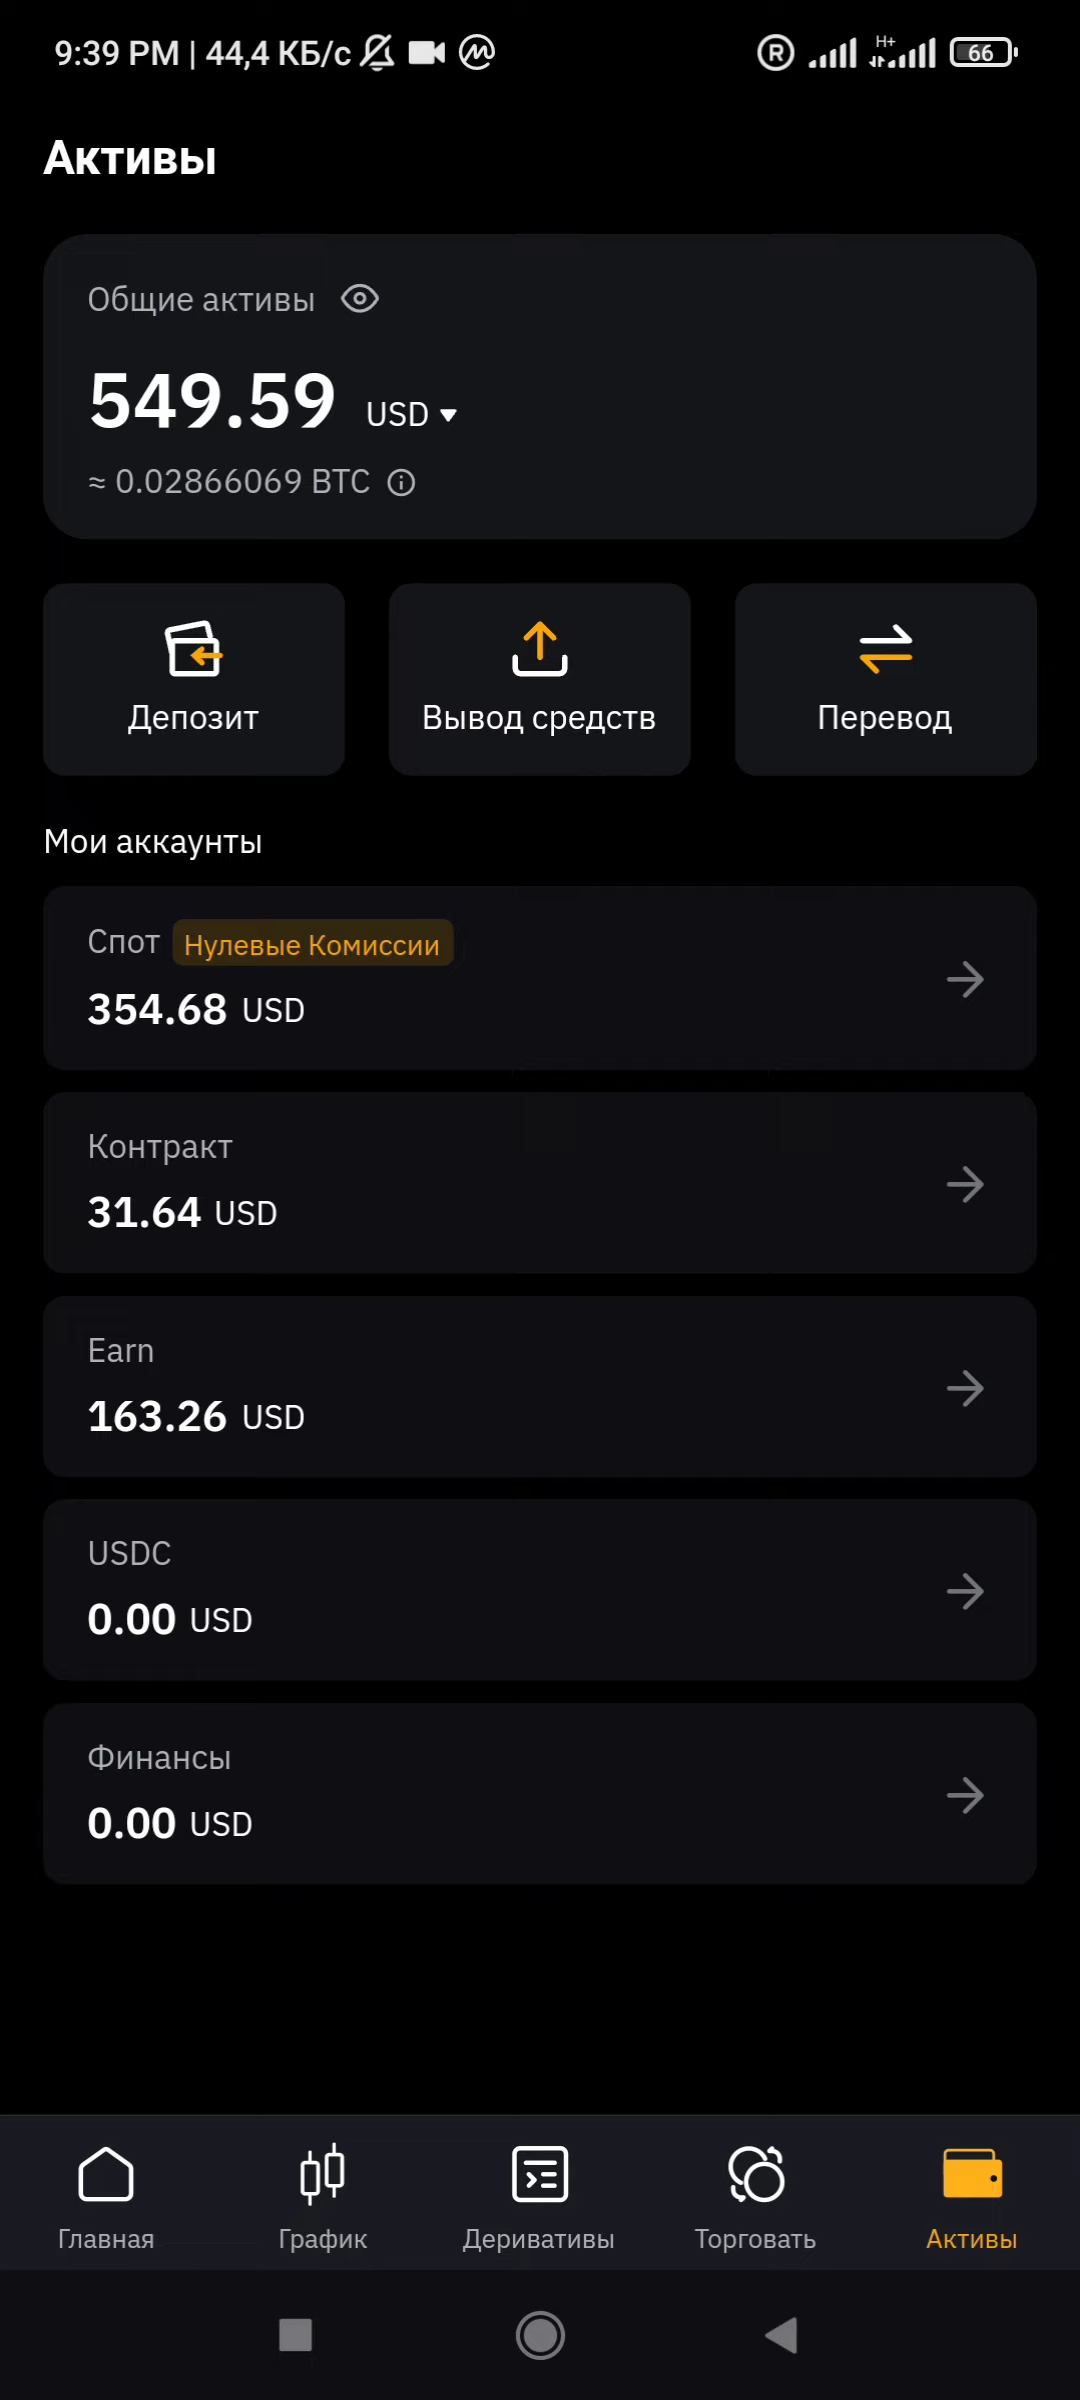 9:39 PM | 44,4 КБ/с
R
H+
66
Активы
Общие активы
549.59 USD
≈ 0.02866069 BTC
Депозит
Вывод средств
Перевод
Мои аккаунты
Спот Нулевые Комиссии
354.68 USD
Контракт
31.64 USD
Earn
163.26 USD
USDC
0.00 USD
Финансы
0.00 USD
Главная
График
Деривативы
Торговать
Активы